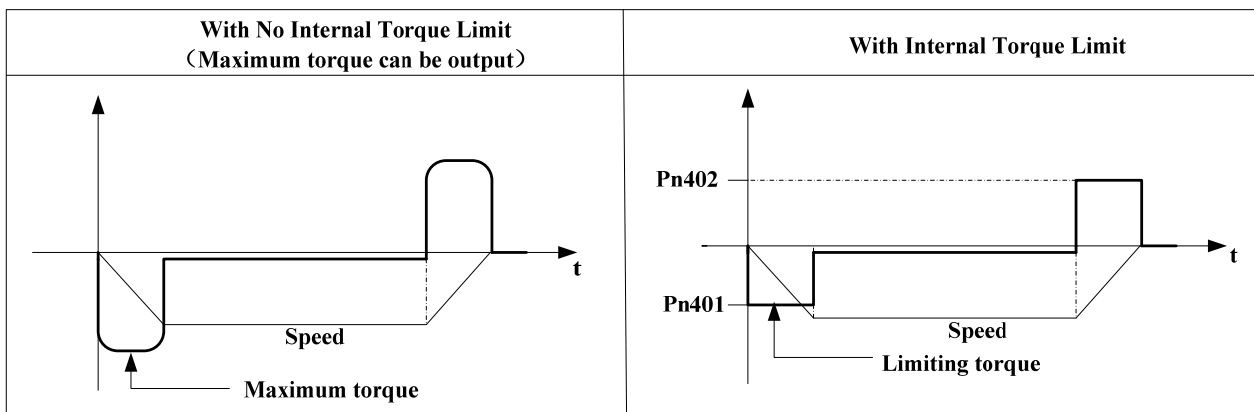 With No Internal Torque Limit
（Maximum torque can be output）
With Internal Torque Limit
t
Speed
Maximum torque
Pn402
t
Pn401
Speed
Limiting torque